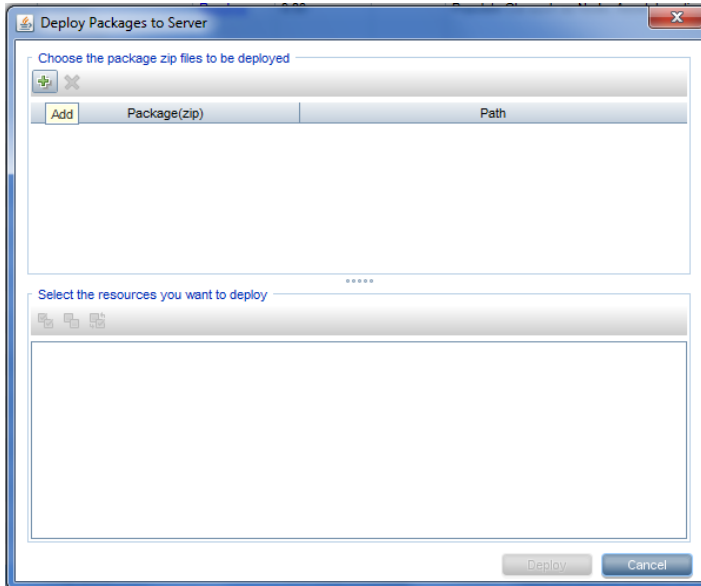 Deploy Packages to Server
Choose the package zip files to be deployed
Add
Package(zip)
Path
Select the resources you want to deploy
Deploy
Cancel